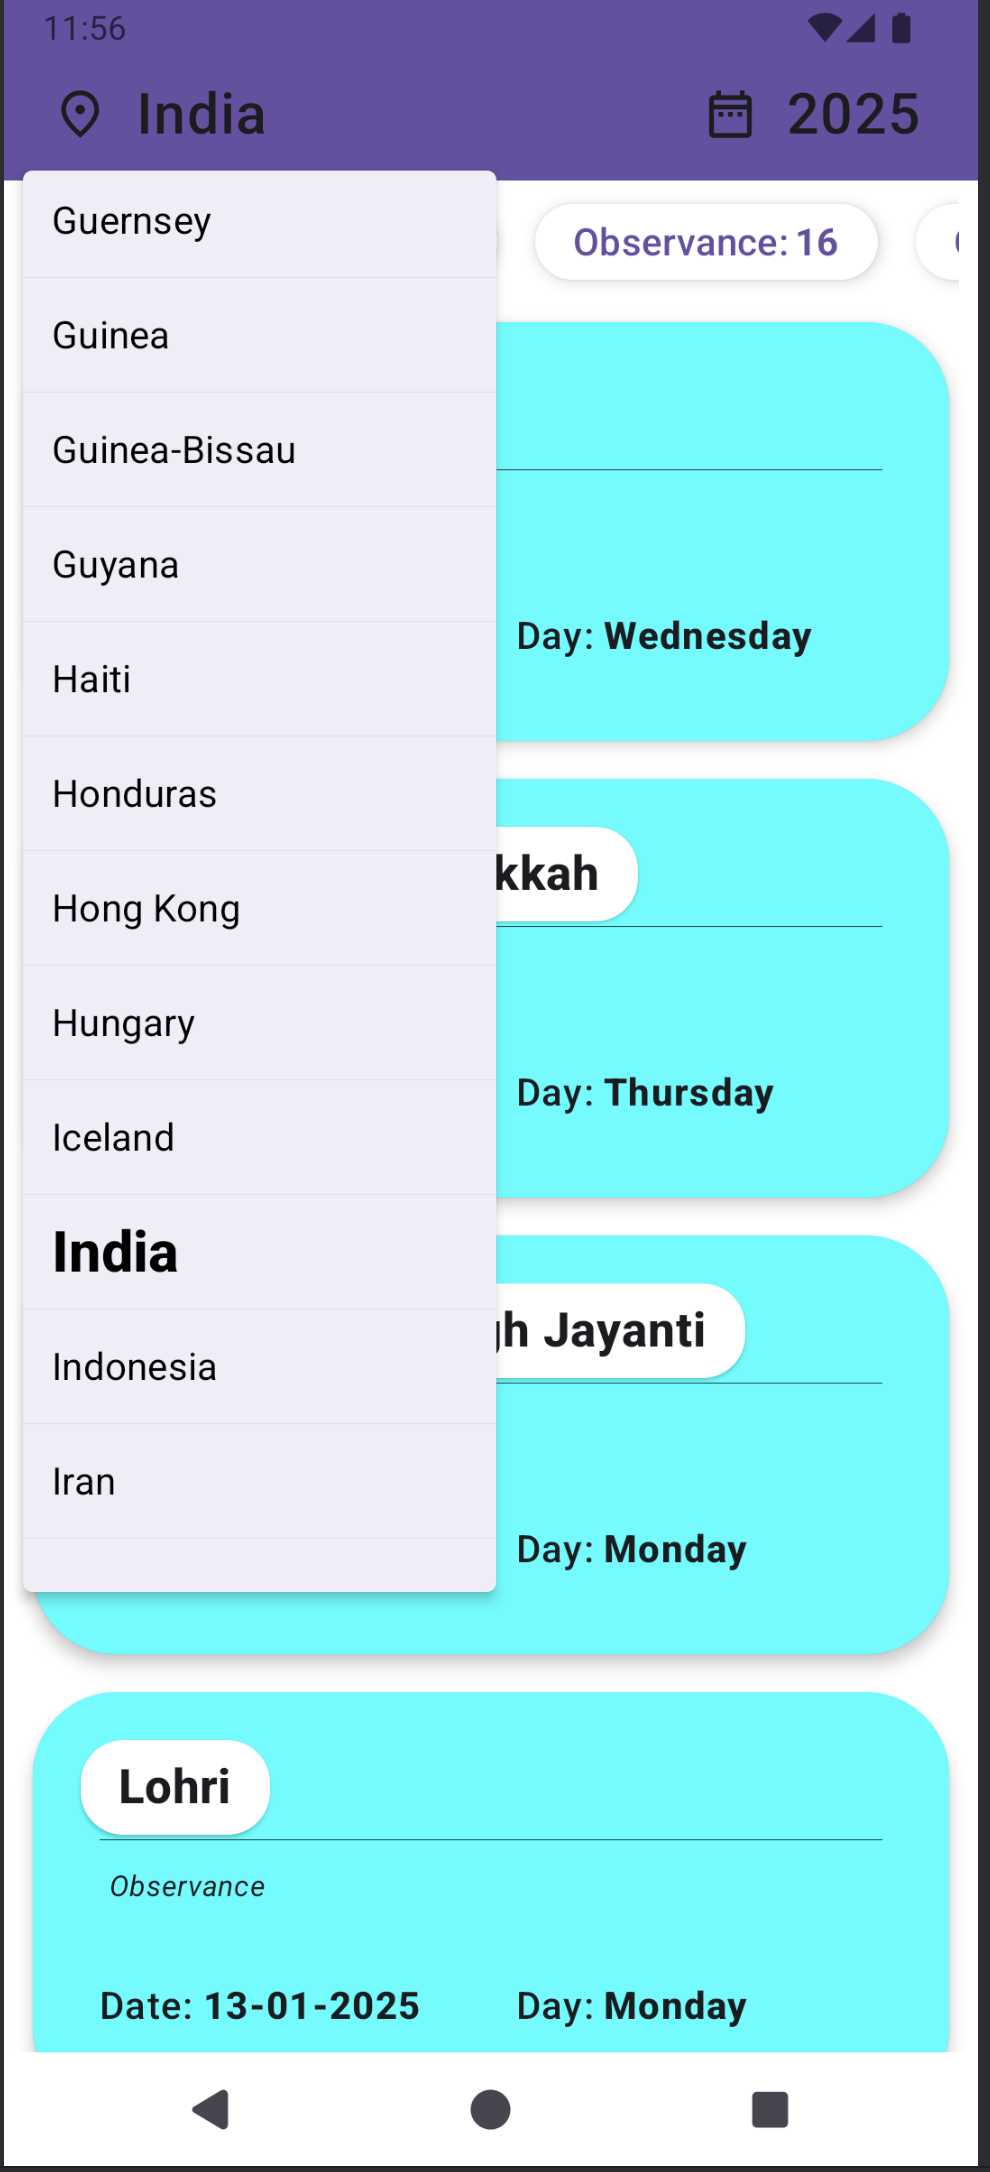 11:56
India
2025
Guernsey
Observance: 16
Guinea
Guinea-Bissau
Guyana
Day: Wednesday
Haiti
Honduras
kkah
Hong Kong
Hungary
Day: Thursday
Iceland
India
gh Jayanti
Indonesia
Iran
Day: Monday
Lohri
Observance
Date: 13-01-2025
Day: Monday